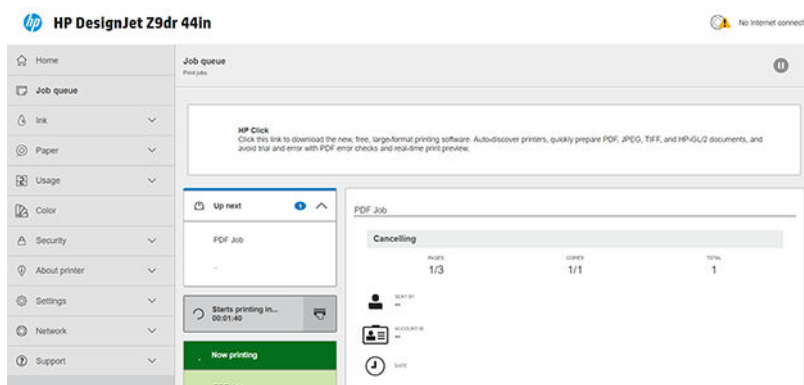 hp HP DesignJet Z9dr 44in
No Internet connect
Home
Job queue
Ink
Paper
Usage
Color
Security
About printer
Settings
Network
Support
Job queue
Print jobs
HP Click
Click this link to download the new, free, large-format printing software. Auto-discover printers, quickly prepare PDF, JPEG, TIFF, and HP-GL/2 documents, and
avoid trial and error with PDF error checks and real-time print preview.
Up next 1
PDF Job
--
Starts printing in...
00:01:40
Now printing
PDF Job
Cancelling
PAGES COPIES TOTAL
1/3 1/1 1
SENT BY
--
ACCOUNT ID
--
DATE